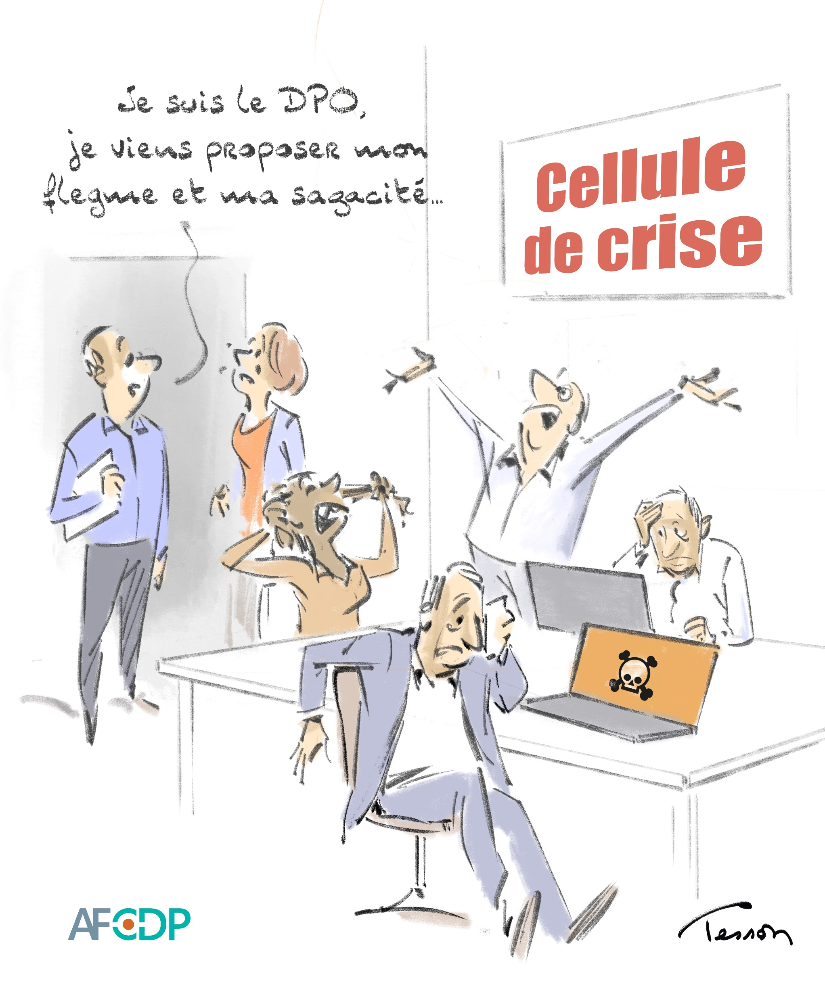 Je suis le DPO,
je viens proposer mon
flegme et ma sagacité...
Cellule
de crise
AFCDP
Tesson